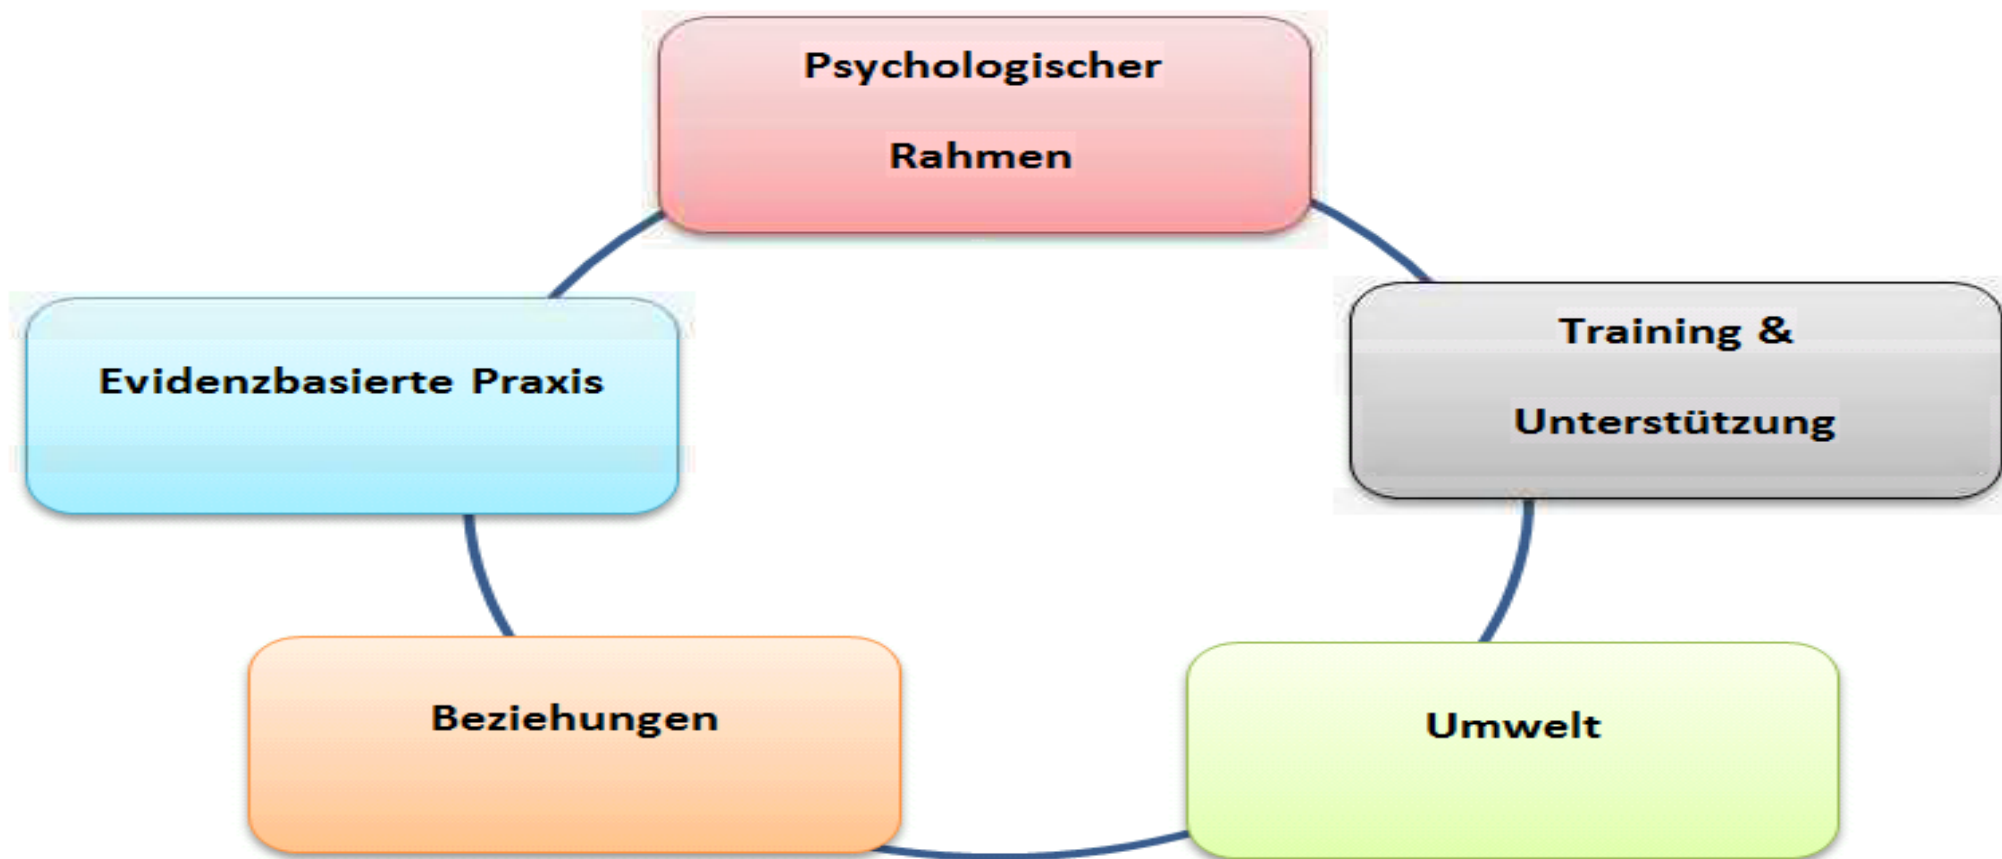 Psychologischer
Rahmen
Evidenzbasierte Praxis
Training &
Unterstützung
Beziehungen
Umwelt